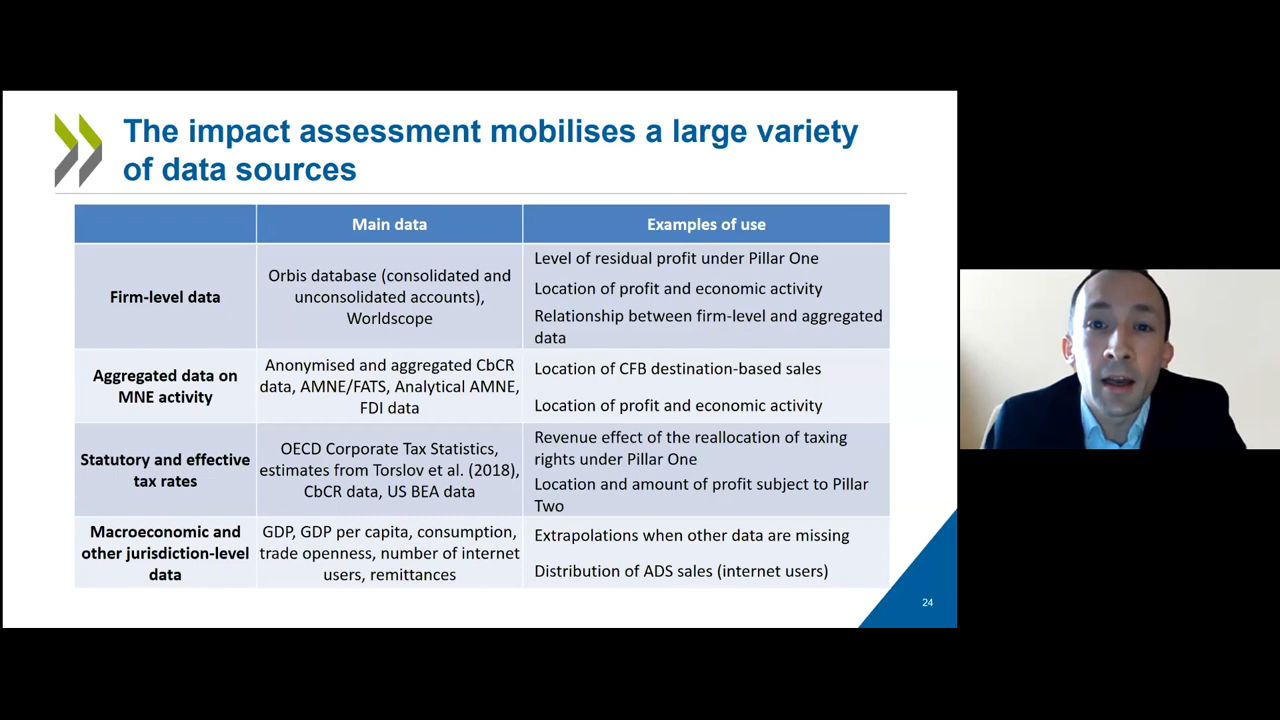 The impact assessment mobilises a large variety
of data sources
Main data
Examples of use
Firm-level data
Orbis database (consolidated and
unconsolidated accounts),
Worldscope
Level of residual profit under Pillar One
Location of profit and economic activity
Relationship between firm-level and aggregated
data
Aggregated data on
MNE activity
Anonymised and aggregated CbCR
data, AMNE/FATS, Analytical AMNE,
FDI data
Location of CFB destination-based sales
Location of profit and economic activity
Statutory and effective
tax rates
OECD Corporate Tax Statistics,
estimates from Torslov et al. (2018),
CbCR data, US BEA data
Revenue effect of the reallocation of taxing
rights under Pillar One
Location and amount of profit subject to Pillar
Two
Macroeconomic and
other jurisdiction-level
data
GDP, GDP per capita, consumption,
trade openness, number of internet
users, remittances
Extrapolations when other data are missing
Distribution of ADS sales (internet users)
24